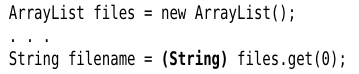 ArrayList files = new ArrayList();
. . .
String filename = (String) files.get(0);